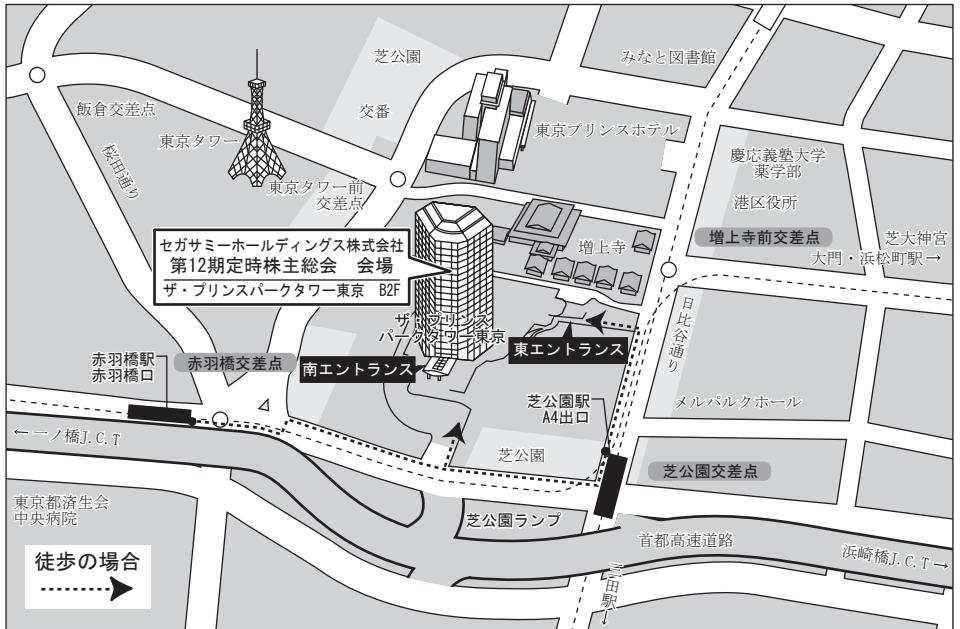 芝公園
みなと図書館
飯倉交差点
交番
東京タワー
東京プリンスホテル
桜田通り
東京タワー前
交差点
慶応義塾大学
薬学部
港区役所
増上寺
増上寺前交差点
芝大神宮
大門・浜松町駅→
セガサミーホールディングス株式会社
第12期定時株主総会 会場
ザ・プリンスパークタワー東京 B2F
ザ・プリンス
パークタワー東京
日比谷通り
東エントランス
南エントランス
赤羽橋駅
赤羽橋口
赤羽橋交差点
芝公園駅
A4出口
メルパルクホール
←一ノ橋J.C.T
芝公園
芝公園交差点
東京都済生会
中央病院
芝公園ランプ
首都高速道路
浜崎橋J.C.T→
三田駅→
徒歩の場合